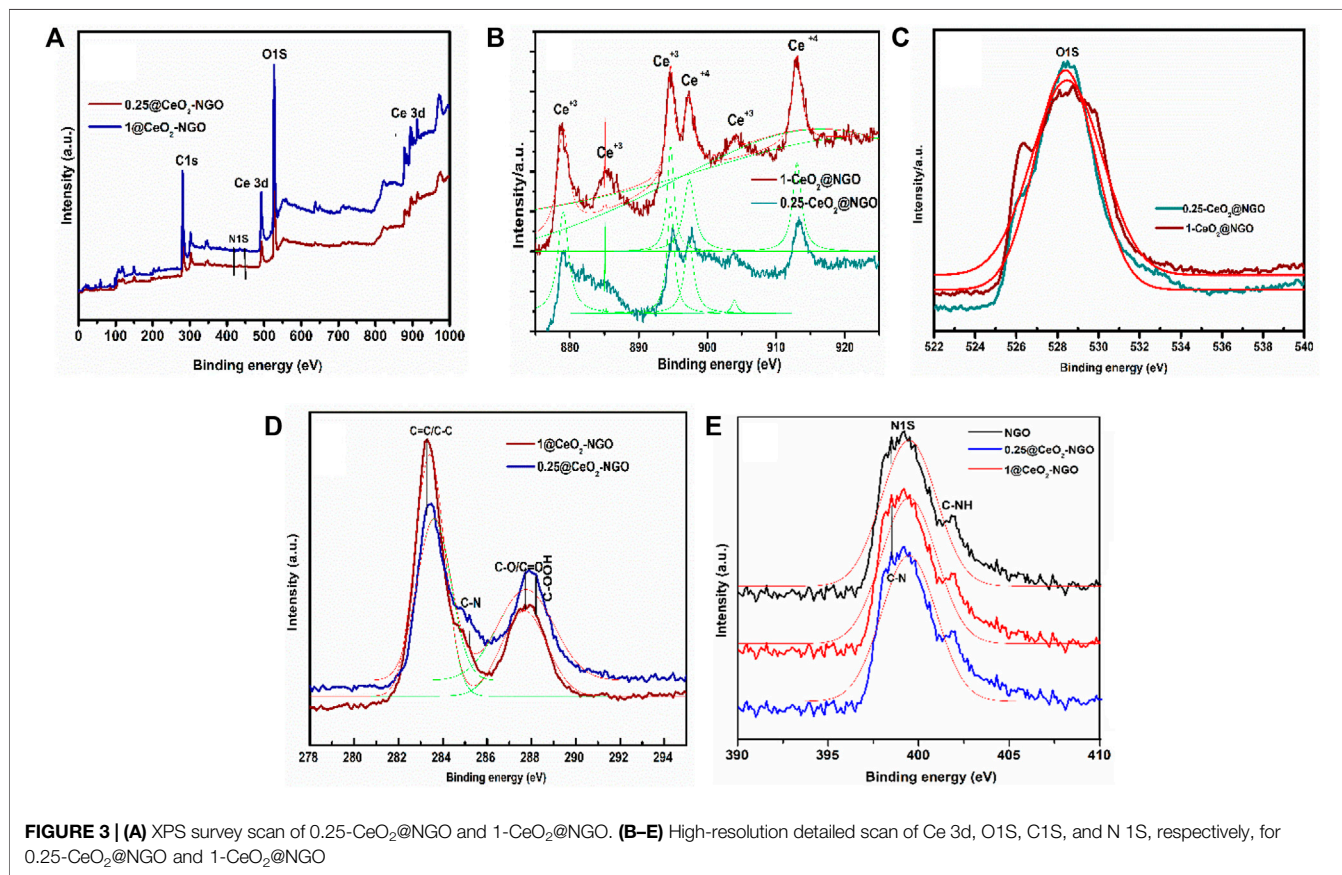 A
O1S
0.25@CeO₂-NGO
1@CeO₂-NGO
C1s
Ce 3d
Ce 3d
N1S
Intensity (a.u.)
0 100 200 300 400 500 600 700 800 900 1000
Binding energy (eV)
B
Ce⁺³
Ce⁺³
Ce⁺³
Ce⁺⁴
Ce⁺³
Ce⁺⁴
1-CeO₂@NGO
0.25-CeO₂@NGO
Intensity/a.u.
880 890 900 910 920
Binding energy (eV)
C
O1S
0.25-CeO₂@NGO
1-CeO₂@NGO
Intensity (a.u.)
522 524 526 528 530 532 534 536 538 540
Binding energy (eV)
D
C=C/C-C
1@CeO₂-NGO
0.25@CeO₂-NGO
C-N
C-O/C=O
C-OOH
Intensity (a.u.)
278 280 282 284 286 288 290 292 294
Binding energy (eV)
E
N1S
NGO
0.25@CeO₂-NGO
1@CeO₂-NGO
C-NH
C-N
Intensity (a.u.)
390 395 400 405 410
Binding energy (eV)
FIGURE 3 | (A) XPS survey scan of 0.25-CeO₂@NGO and 1-CeO₂@NGO. (B–E) High-resolution detailed scan of Ce 3d, O1S, C1S, and N 1S, respectively, for
0.25-CeO₂@NGO and 1-CeO₂@NGO